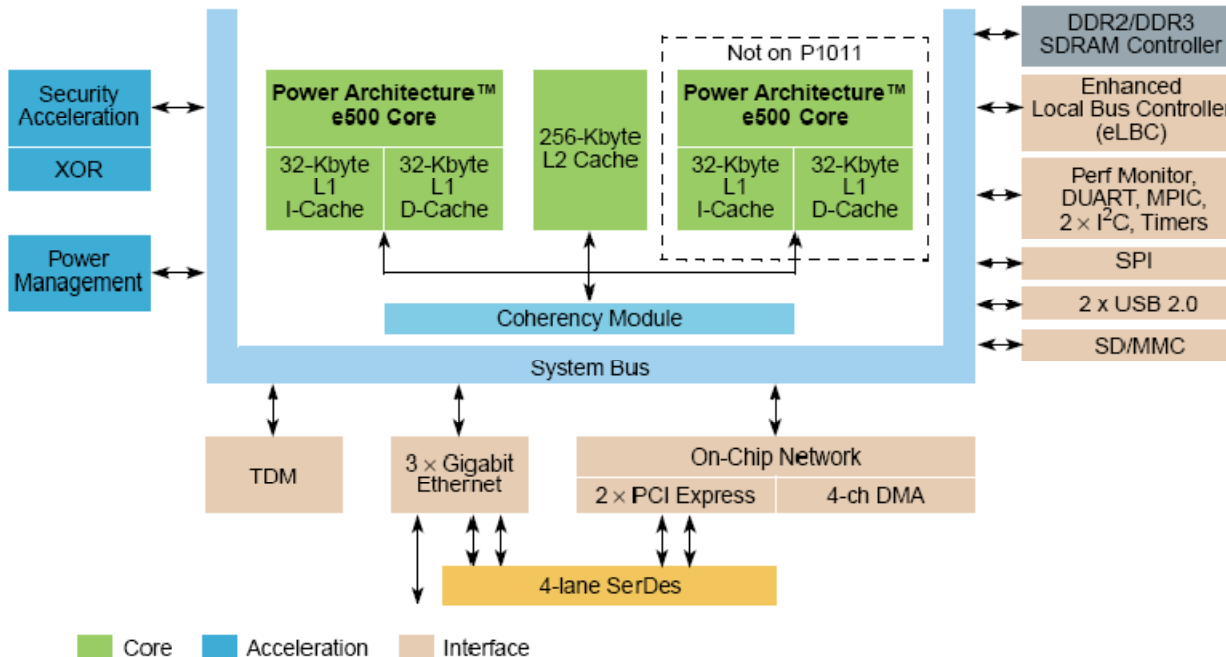 DDR2/DDR3
SDRAM Controller
Not on P1011
Security
Acceleration
XOR
Power Architecture™
e500 Core
32-Kbyte
L1
I-Cache
32-Kbyte
L1
D-Cache
256-Kbyte
L2 Cache
Power Architecture™
e500 Core
32-Kbyte
L1
I-Cache
32-Kbyte
L1
D-Cache
Enhanced
Local Bus Controller
(eLBC)
Perf Monitor,
DUART, MPIC,
2 × I²C, Timers
Power
Management
SPI
2 x USB 2.0
SD/MMC
Coherency Module
System Bus
TDM
3 × Gigabit
Ethernet
On-Chip Network
2 × PCI Express
4-ch DMA
4-lane SerDes
Core
Acceleration
Interface